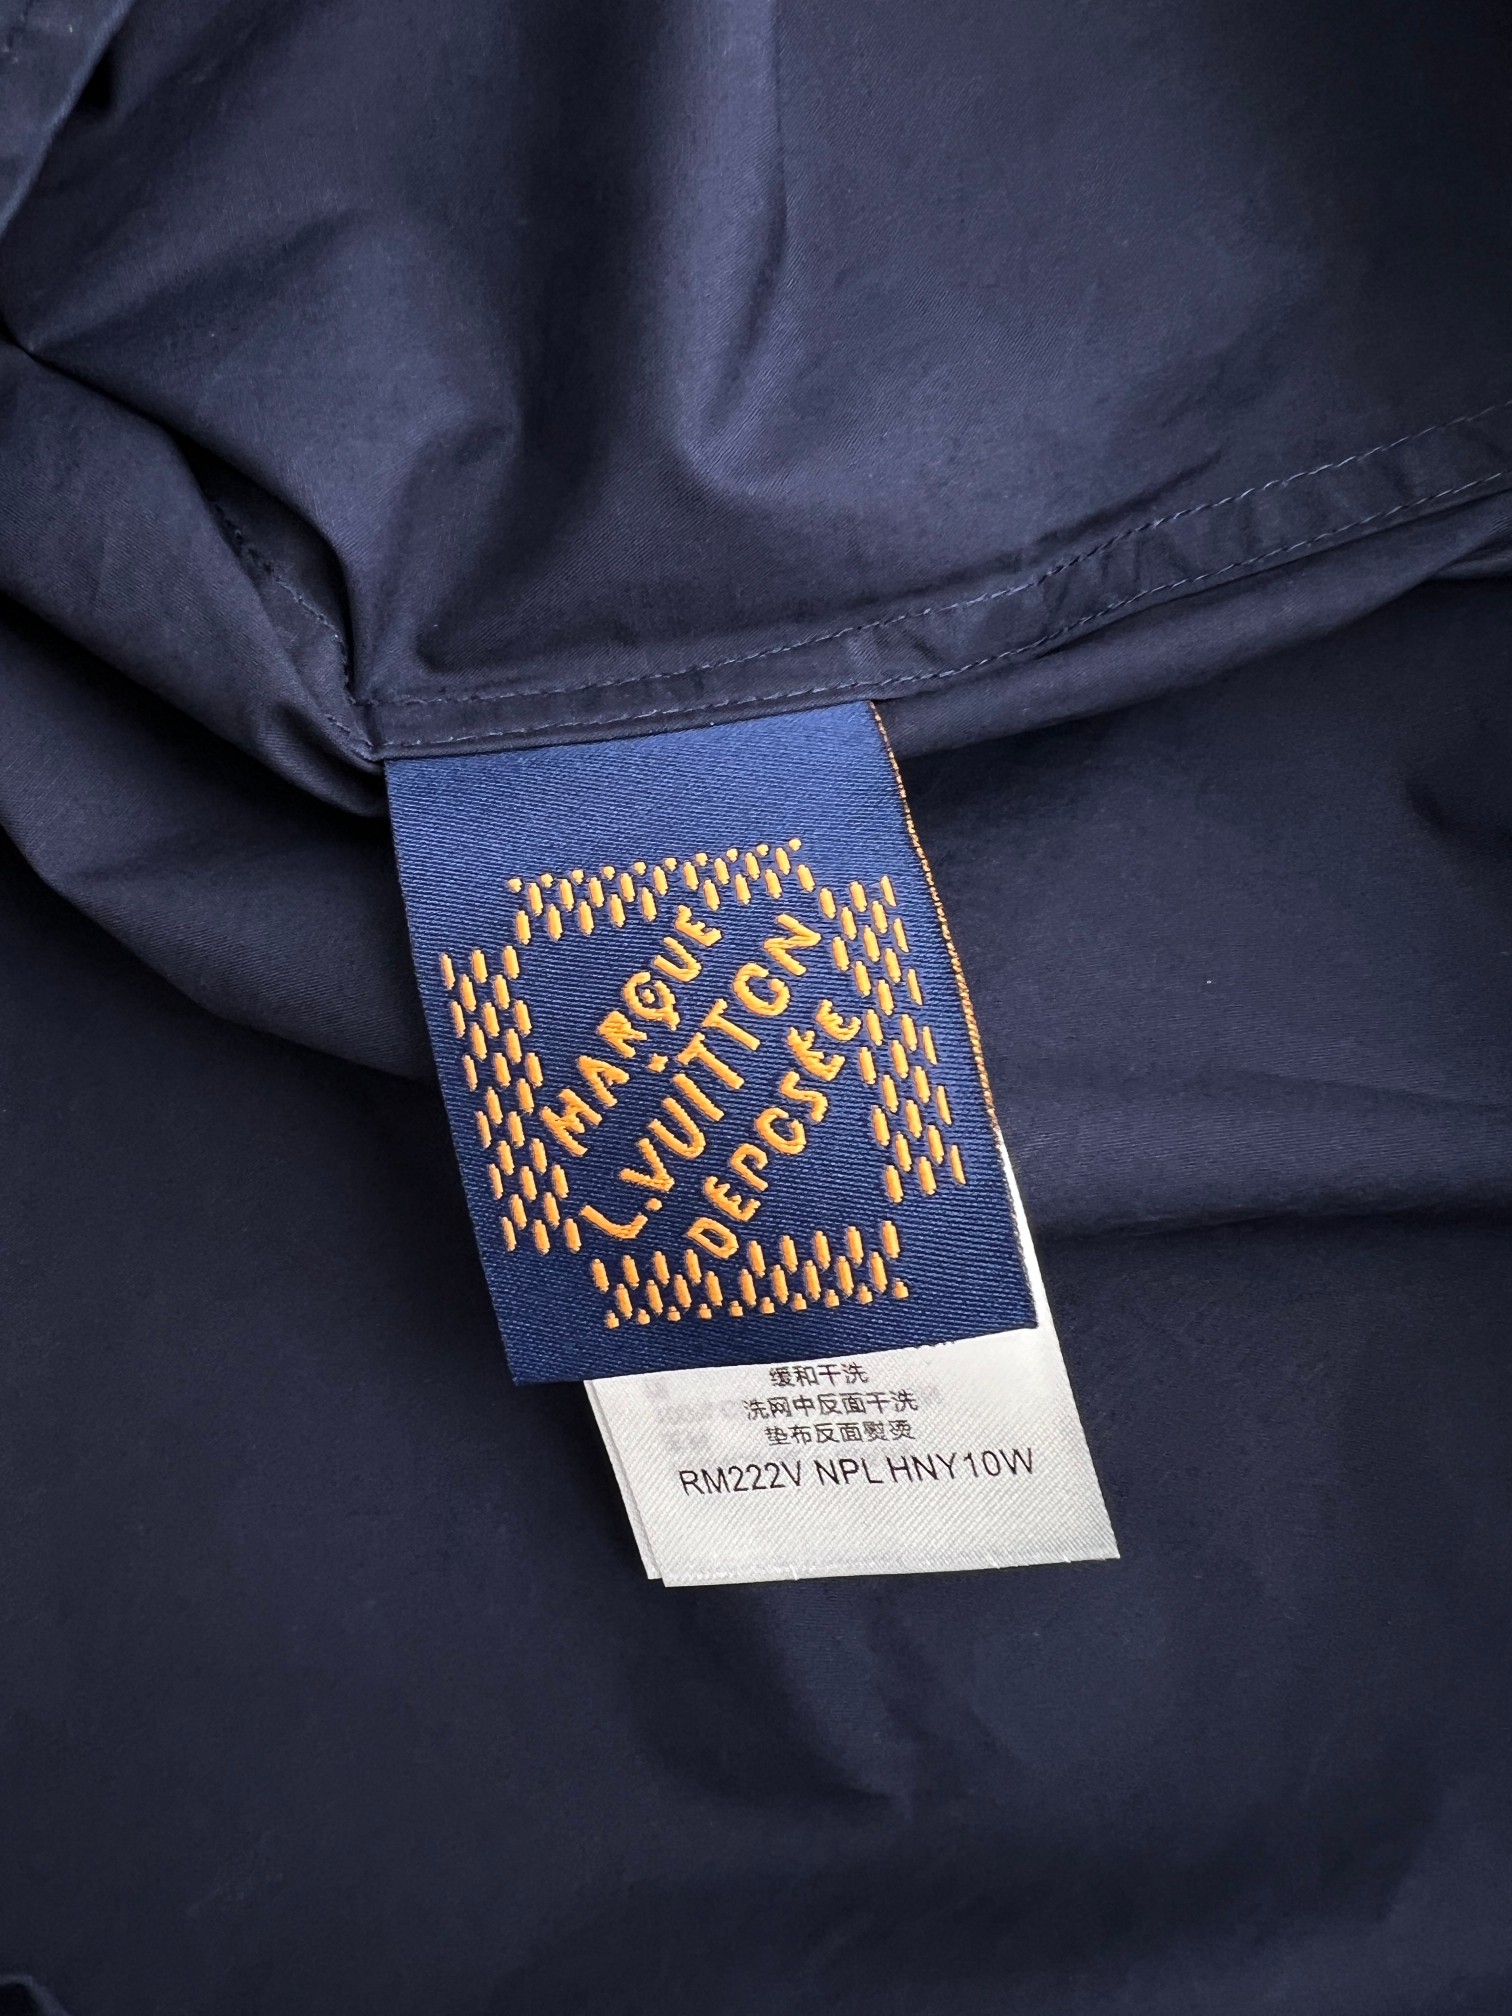 MARQUE
L.VUITTON
DEPOSÉE
缓和干洗
洗网中反面干洗
垫布反面熨烫
RM222V NPL HNY10W